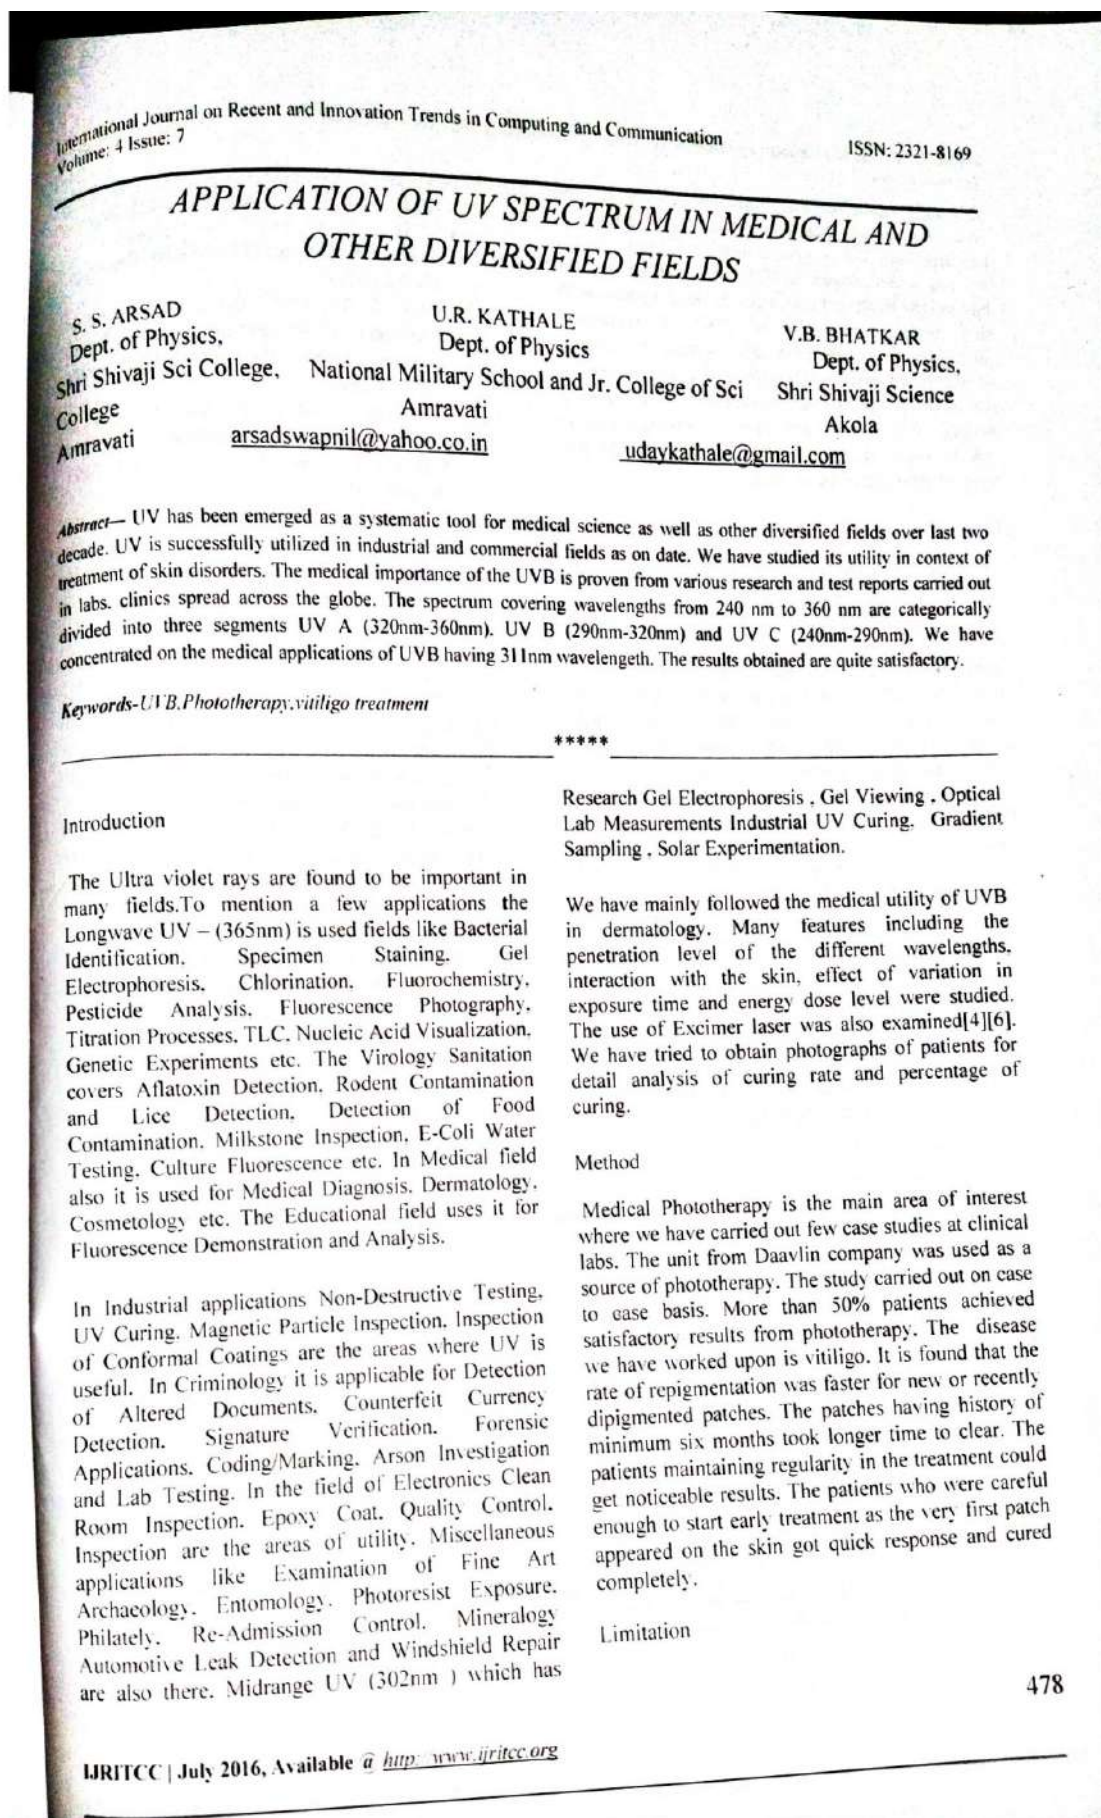 International Journal on Recent and Innovation Trends in Computing and Communication
Volume: 4 Issue: 7
ISSN: 2321-8169
APPLICATION OF UV SPECTRUM IN MEDICAL AND
OTHER DIVERSIFIED FIELDS
S. S. ARSAD
Dept. of Physics,
Shri Shivaji Sci College,
College
Amravati
U.R. KATHALE
Dept. of Physics
National Military School and Jr. College of Sci
Amravati
V.B. BHATKAR
Dept. of Physics,
Shri Shivaji Science
Akola
arsadswapnil@yahoo.co.in
udaykathale@gmail.com
Abstract— UV has been emerged as a systematic tool for medical science as well as other diversified fields over last two
decade. UV is successfully utilized in industrial and commercial fields as on date. We have studied its utility in context of
treatment of skin disorders. The medical importance of the UVB is proven from various research and test reports carried out
in labs. clinics spread across the globe. The spectrum covering wavelengths from 240 nm to 360 nm are categorically
divided into three segments UV A (320nm-360nm). UV B (290nm-320nm) and UV C (240nm-290nm). We have
concentrated on the medical applications of UVB having 311nm wavelengeth. The results obtained are quite satisfactory.
Keywords-UVB,Phototherapy,vitiligo treatment
*****
Introduction
The Ultra violet rays are found to be important in
many fields.To mention a few applications the
Longwave UV – (365nm) is used fields like Bacterial
Identification, Specimen Staining, Gel
Electrophoresis, Chlorination, Fluorochemistry,
Pesticide Analysis, Fluorescence Photography,
Titration Processes, TLC, Nucleic Acid Visualization,
Genetic Experiments etc. The Virology Sanitation
covers Aflatoxin Detection, Rodent Contamination
and Lice Detection, Detection of Food
Contamination, Milkstone Inspection, E-Coli Water
Testing, Culture Fluorescence etc. In Medical field
also it is used for Medical Diagnosis, Dermatology,
Cosmetology etc. The Educational field uses it for
Fluorescence Demonstration and Analysis.
In Industrial applications Non-Destructive Testing,
UV Curing, Magnetic Particle Inspection, Inspection
of Conformal Coatings are the areas where UV is
useful. In Criminology it is applicable for Detection
of Altered Documents, Counterfeit Currency
Detection, Signature Verification, Forensic
Applications, Coding/Marking, Arson Investigation
and Lab Testing. In the field of Electronics Clean
Room Inspection, Epoxy Coat, Quality Control,
Inspection are the areas of utility. Miscellaneous
applications like Examination of Fine Art
Archaeology, Entomology, Photoresist Exposure,
Philately, Re-Admission Control, Mineralogy
Automotive Leak Detection and Windshield Repair
are also there. Midrange UV (302nm ) which has
Research Gel Electrophoresis , Gel Viewing , Optical
Lab Measurements Industrial UV Curing, Gradient
Sampling , Solar Experimentation.
We have mainly followed the medical utility of UVB
in dermatology. Many features including the
penetration level of the different wavelengths,
interaction with the skin, effect of variation in
exposure time and energy dose level were studied.
The use of Excimer laser was also examined[4][6].
We have tried to obtain photographs of patients for
detail analysis of curing rate and percentage of
curing.
Method
Medical Phototherapy is the main area of interest
where we have carried out few case studies at clinical
labs. The unit from Daavlin company was used as a
source of phototherapy. The study carried out on case
to case basis. More than 50% patients achieved
satisfactory results from phototherapy. The disease
we have worked upon is vitiligo. It is found that the
rate of repigmentation was faster for new or recently
dipigmented patches. The patches having history of
minimum six months took longer time to clear. The
patients maintaining regularity in the treatment could
get noticeable results. The patients who were careful
enough to start early treatment as the very first patch
appeared on the skin got quick response and cured
completely.
Limitation
478
IJRITCC | July 2016, Available @ http: www.ijritcc.org